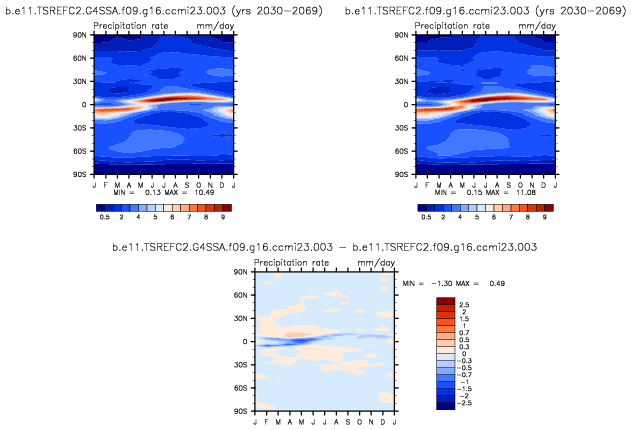 b.e11.TSREFC2.G4SSA.f09.g16.ccmi23.003 (yrs 2030-2069)
Precipitation rate mm/day
90N
60N
30N
0
30S
60S
90S
J F M A M J J A S O N D J
MIN = 0.13 MAX = 10.49
0.5 2 3 4 5 6 7 8 9
b.e11.TSREFC2.f09.g16.ccmi23.003 (yrs 2030-2069)
Precipitation rate mm/day
90N
60N
30N
0
30S
60S
90S
J F M A M J J A S O N D J
MIN = 0.15 MAX = 11.08
0.5 2 3 4 5 6 7 8 9
b.e11.TSREFC2.G4SSA.f09.g16.ccmi23.003 - b.e11.TSREFC2.f09.g16.ccmi23.003
Precipitation rate mm/day
90N
60N
30N
0
30S
60S
90S
J F M A M J J A S O N D J
MIN = -1.30 MAX = 0.49
2.5
2
1.5
1
0.7
0.5
0.3
0
-0.3
-0.5
-0.7
-1
-1.5
-2
-2.5